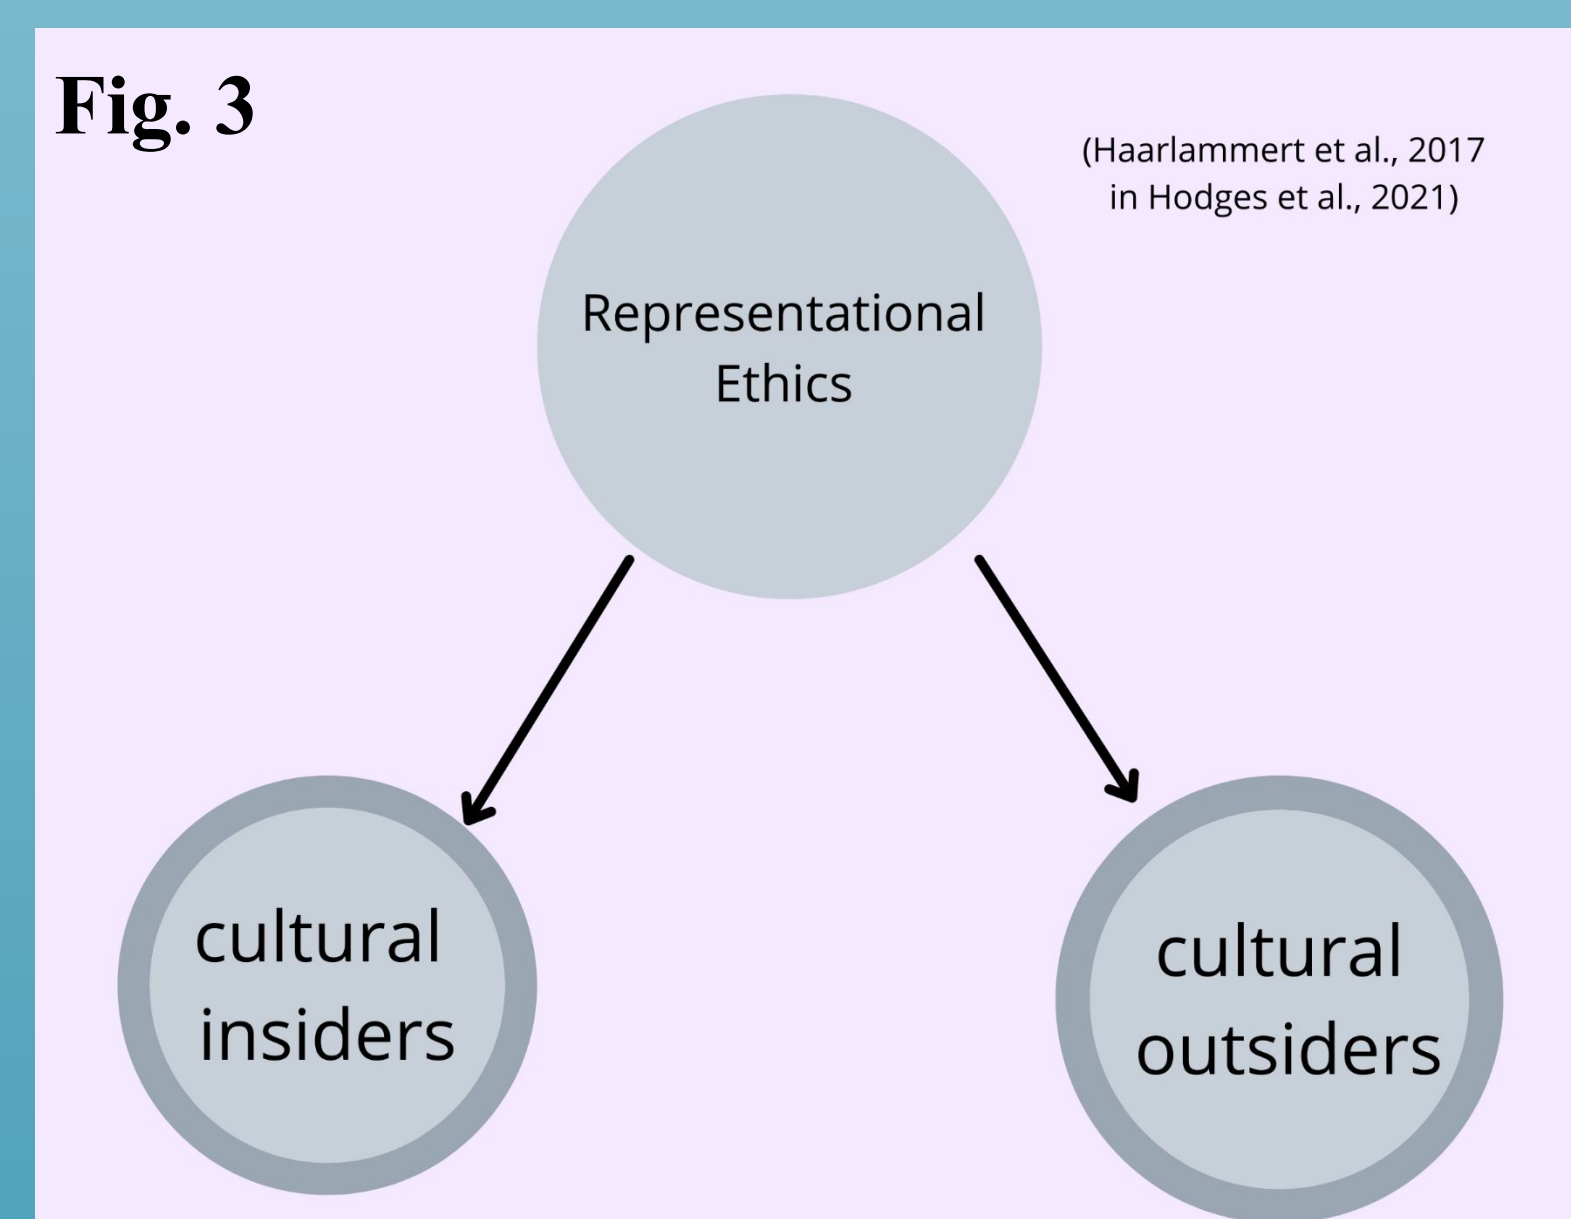 Fig. 3
(Haarlammert et al., 2017
in Hodges et al., 2021)
Representational
Ethics
cultural
insiders
cultural
outsiders